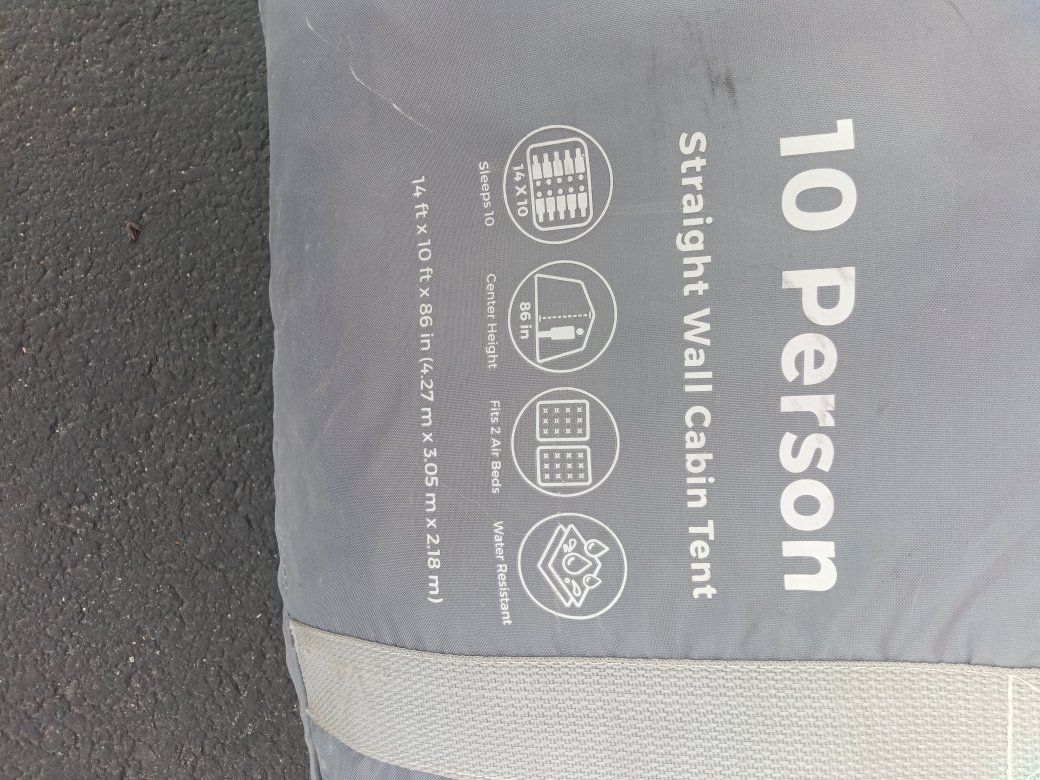 10 Person
Straight Wall Cabin Tent
14 X 10
86 in
Sleeps 10
Center Height
Fits 2 Air Beds
Water Resistant
14 ft x 10 ft x 86 in (4.27 m x 3.05 m x 2.18 m)